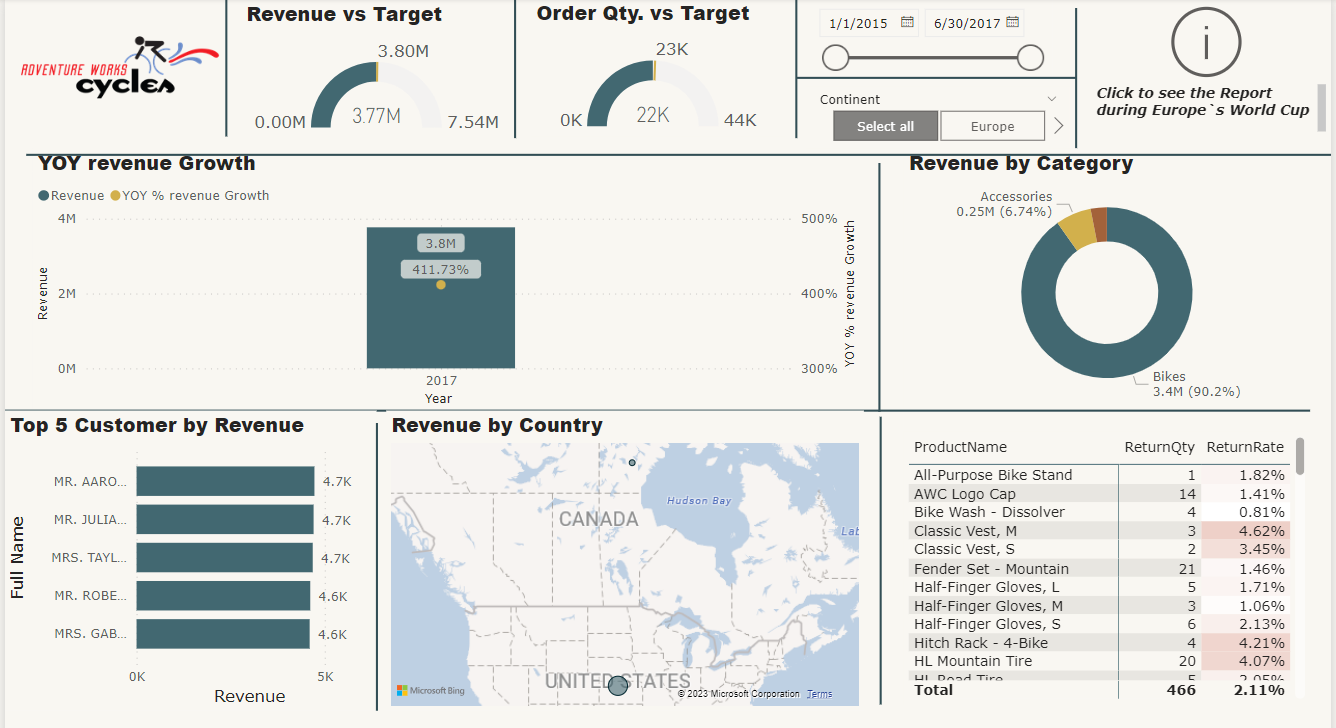 ADVENTURE WORKS
cycles
Revenue vs Target
3.80M
0.00M
3.77M
7.54M
Order Qty. vs Target
23K
0K
22K
44K
1/1/2015
6/30/2017
Continent
Select all
Europe
i
Click to see the Report
during Europe`s World Cup
YOY revenue Growth
Revenue
YOY % revenue Growth
4M
2M
0M
Revenue
3.8M
411.73%
2017
Year
500%
400%
300%
YOY % revenue Growth
Revenue by Category
Accessories
0.25M (6.74%)
Bikes
3.4M (90.2%)
Top 5 Customer by Revenue
Full Name
MR. AARO... 4.7K
MR. JULIA... 4.7K
MRS. TAYL... 4.7K
MR. ROBE... 4.6K
MRS. GAB... 4.6K
0K
5K
Revenue
Revenue by Country
Hudson Bay
CANADA
Lab
UNITED STATES
Microsoft Bing
© 2023 Microsoft Corporation Terms
ProductName ReturnQty ReturnRate
All-Purpose Bike Stand 1 1.82%
AWC Logo Cap 14 1.41%
Bike Wash - Dissolver 4 0.81%
Classic Vest, M 3 4.62%
Classic Vest, S 2 3.45%
Fender Set - Mountain 21 1.46%
Half-Finger Gloves, L 5 1.71%
Half-Finger Gloves, M 3 1.06%
Half-Finger Gloves, S 6 2.13%
Hitch Rack - 4-Bike 4 4.21%
HL Mountain Tire 20 4.07%
HL Road Tire 5 2.05%
Total 466 2.11%